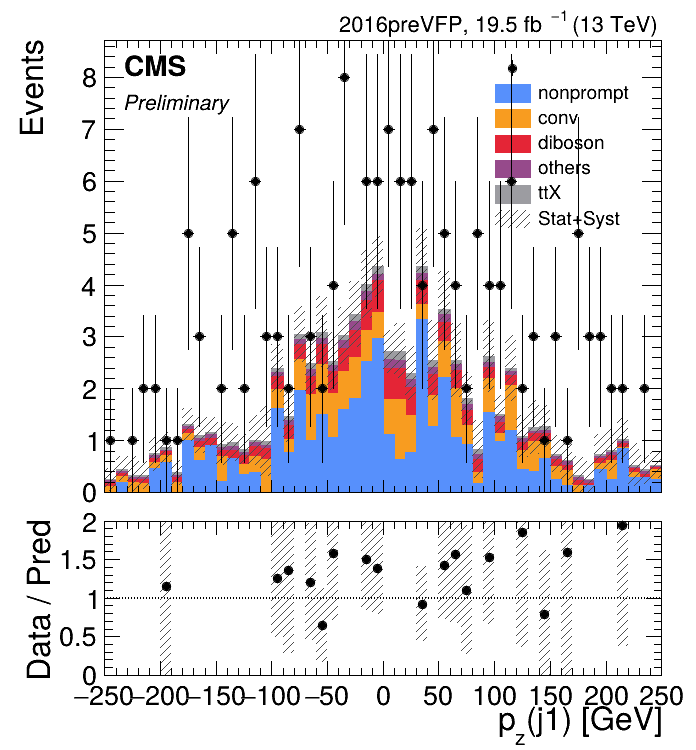 2016preVFP, 19.5 fb⁻¹ (13 TeV)
CMS
Preliminary
Events
8
7
6
5
4
3
2
1
0
nonprompt
conv
diboson
others
ttX
Stat+Syst
Data / Pred
2
1.5
1
0.5
0
−250 −200 −150 −100 −50 0 50 100 150 200 250
p_z(j1) [GeV]